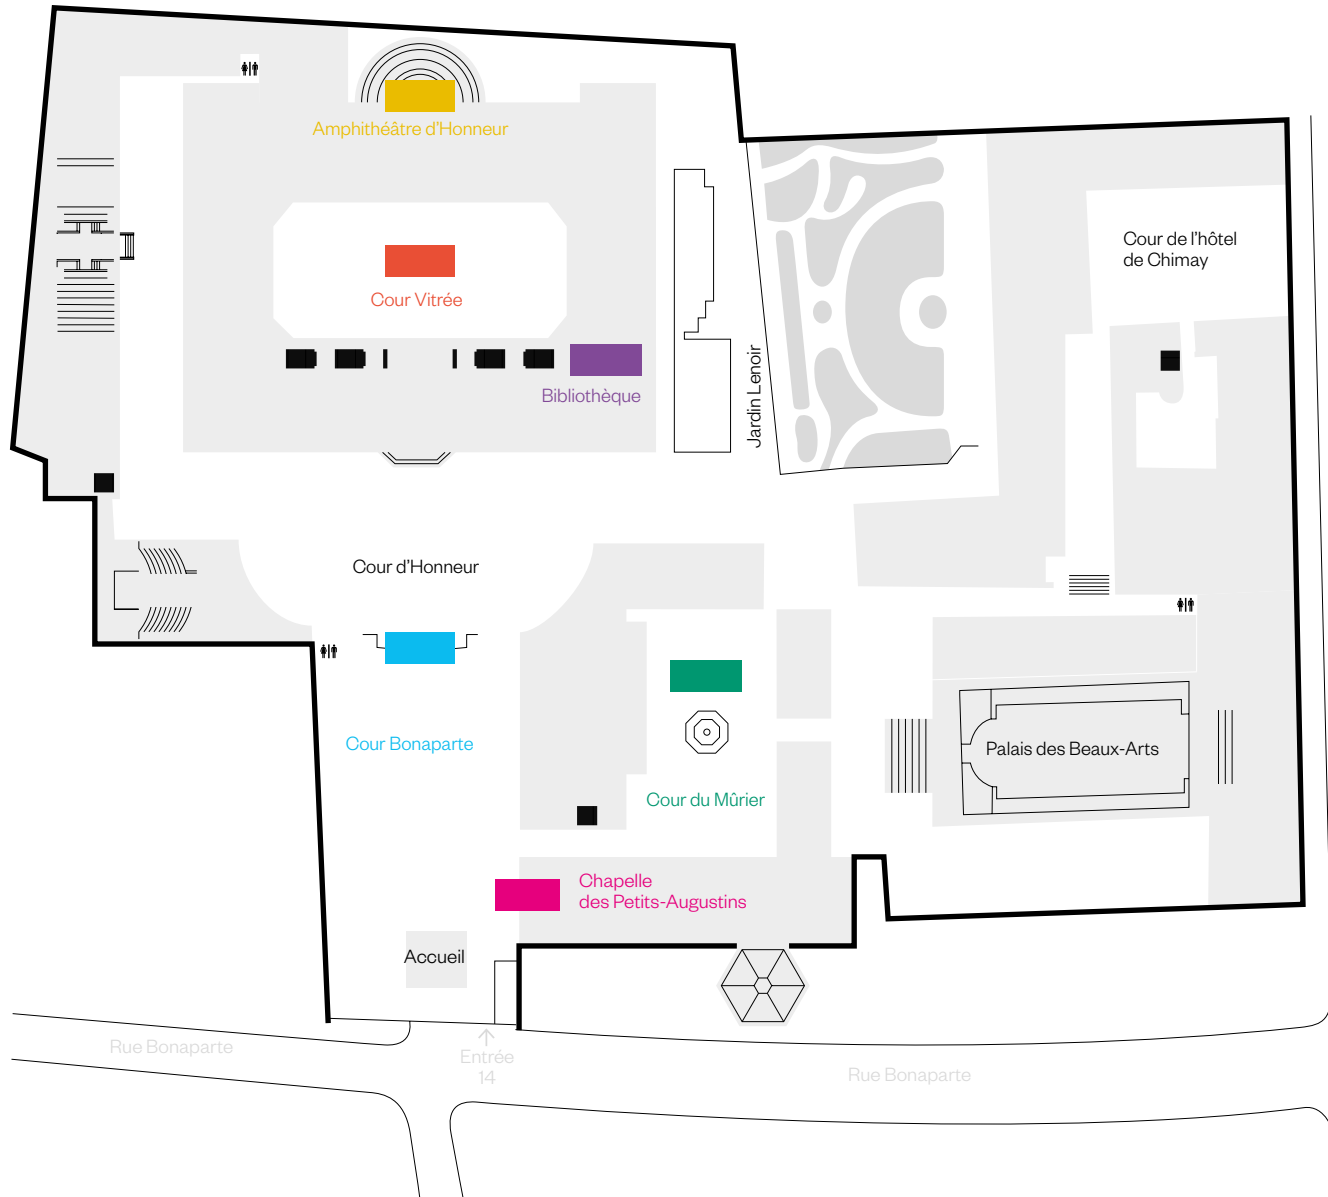 Amphithéâtre d'Honneur
Cour de l'hôtel
de Chimay
Cour Vitrée
Jardin Lenoir
Bibliothèque
Cour d'Honneur
Cour Bonaparte
Palais des Beaux-Arts
Cour du Mûrier
Chapelle
des Petits-Augustins
Accueil
Rue Bonaparte
Entrée
14
Rue Bonaparte